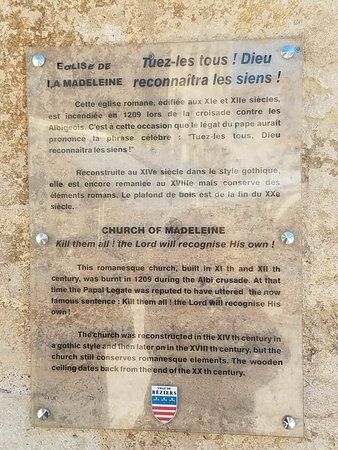 EGLISE DE
LA MADELEINE
Tuez-les tous ! Dieu
reconnaîtra les siens !
Cette église romane, édifiée aux XIe et XIIe siècles,
est incendiée en 1209 lors de la croisade contre les
Albigeois. C'est a cette occasion que le légat du pape aurait
prononcé la phrase célèbre : "Tuez-les tous, Dieu
reconnaîtra les siens !"
Reconstruite au XIVe siècle dans le style gothique,
elle est encore remaniée au XVIIIe mais conserve des
éléments romans. Le plafond de bois est de la fin du XXe
siècle.
CHURCH OF MADELEINE
Kill them all ! the Lord will recognise His own !
This romanesque church, built in XI th and XII th
century, was burnt in 1209 during the Albi crusade. At that
time the Papal Legate was reputed to have uttered the now
famous sentence : Kill them all ! the Lord will recognise His
own !
The church was reconstructed in the XIV th century in
a gothic style and then later on in the XVIII th century, but the
church still conserves romanesque elements. The wooden
ceiling dates back from the end of the XX th century.
VILLE DE
BÉZIERS